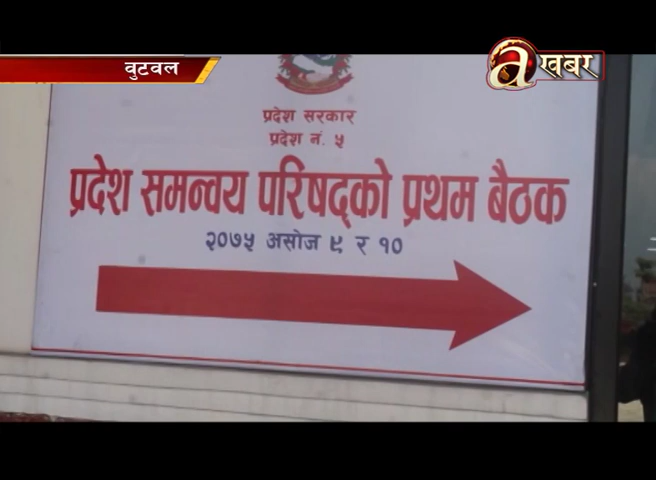 वुटवल
a खबर
प्रदेश सरकार
प्रदेश नं. ५
प्रदेश समन्वय परिषद्को प्रथम बैठक
२०७५ असोज ९ र १०